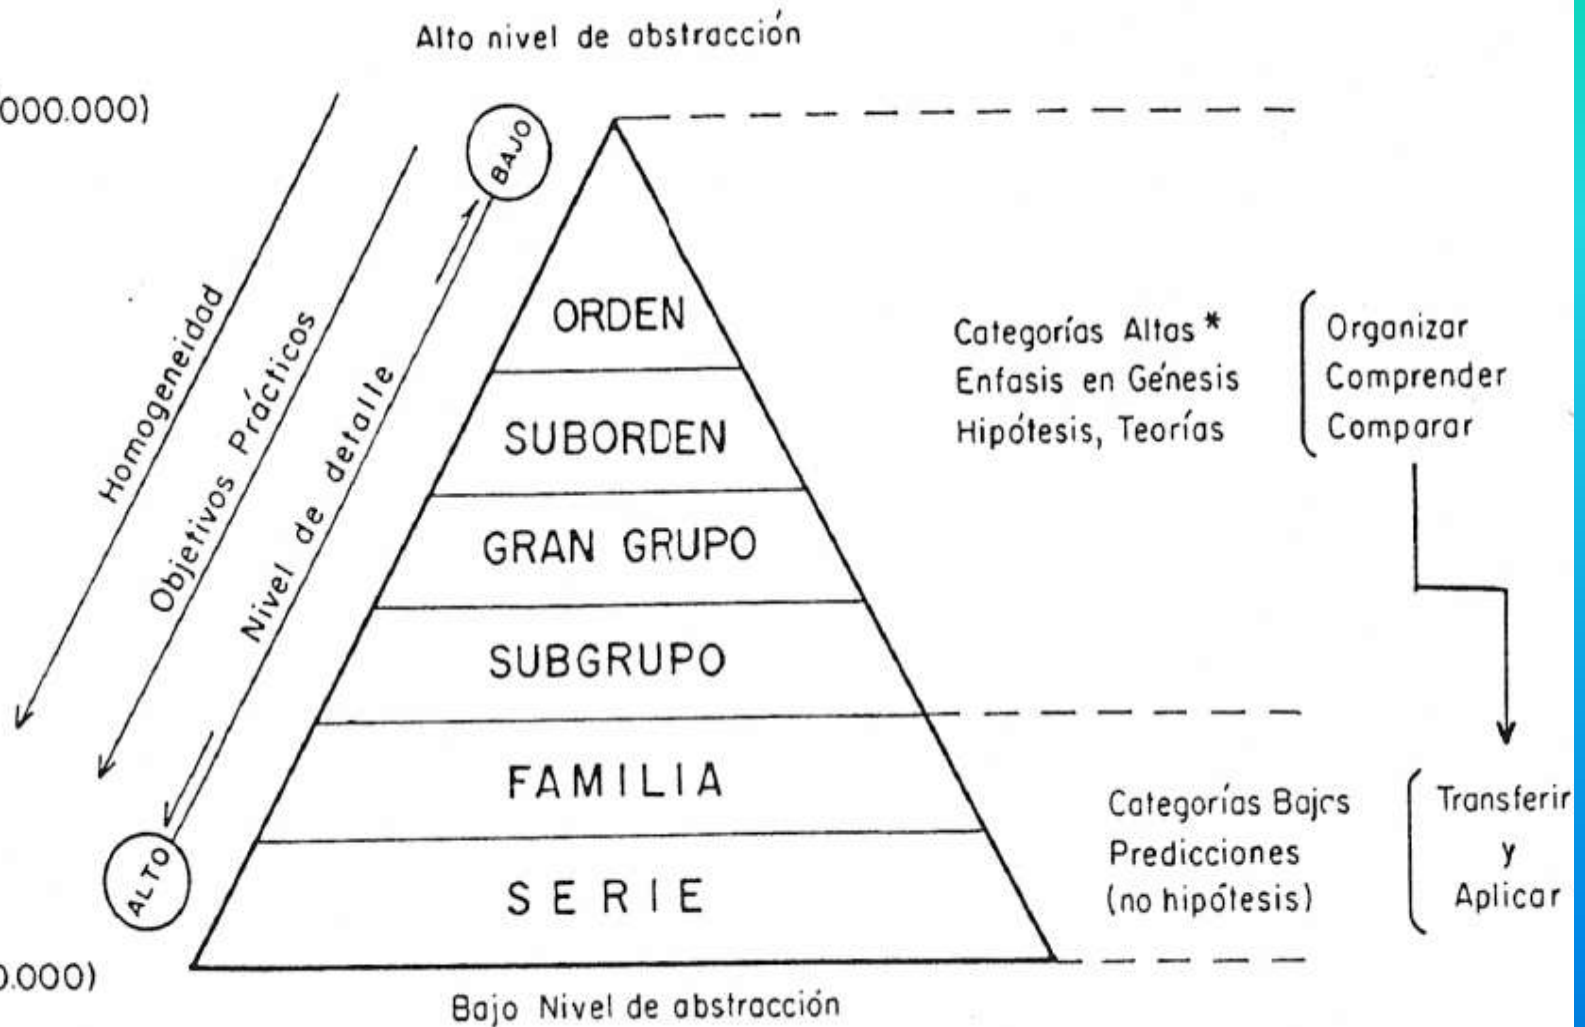 Alto nivel de abstracción
000.000)
BAJO
Homogeneidad
Objetivos Prácticos
Nivel de detalle
ALTO
ORDEN
SUBORDEN
GRAN GRUPO
SUBGRUPO
FAMILIA
SERIE
Categorías Altas *
Enfasis en Génesis
Hipótesis, Teorías
Organizar
Comprender
Comparar
Categorías Bajas
Predicciones
(no hipótesis)
Transferir
y
Aplicar
0.000)
Bajo Nivel de abstracción